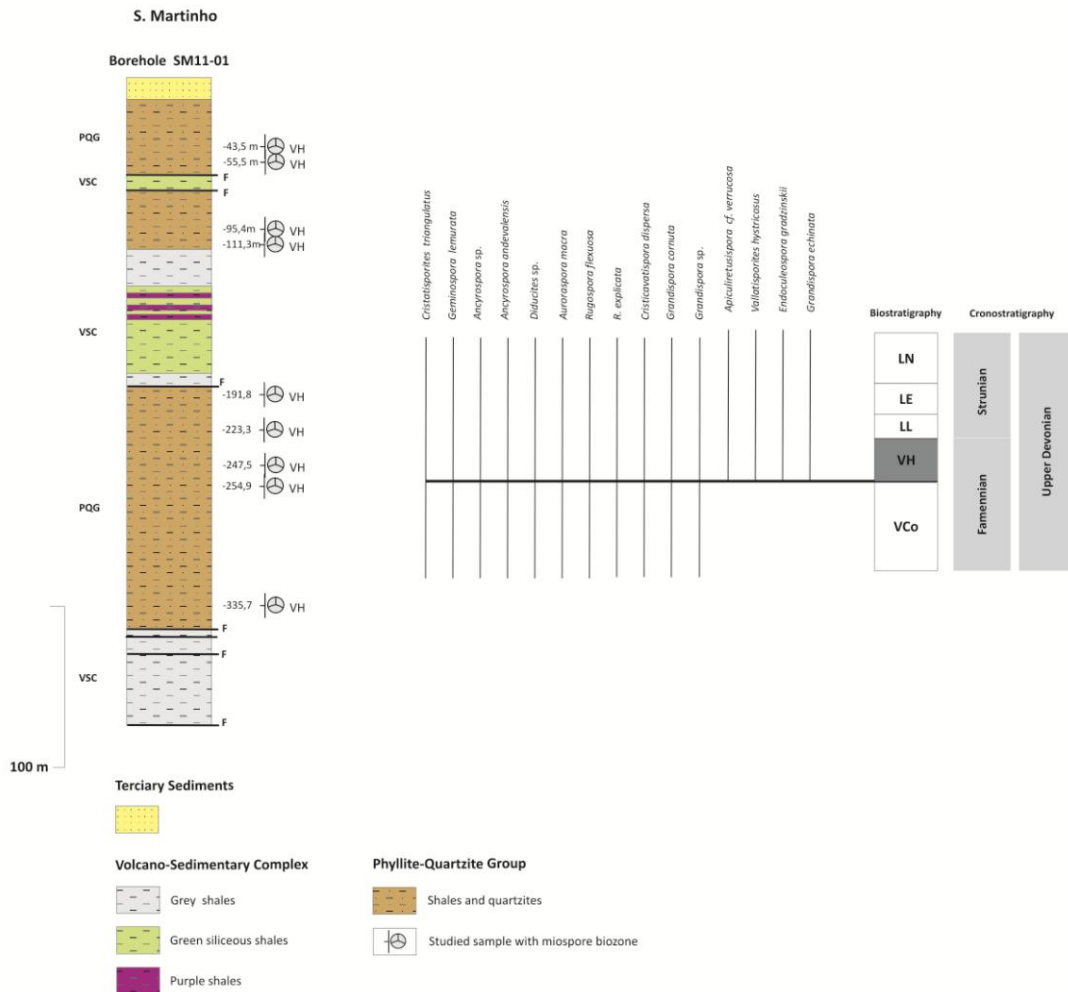 S. Martinho
Borehole SM11-01
PQG
-43,5 m VH
-55,5 m VH
F
VSC
F
-95,4m VH
-111,3m VH
VSC
F
-191,8 VH
-223,3 VH
-247,5 VH
-254,9 VH
PQG
-335,7 VH
F
F
VSC
F
100 m
Cristatisporites triangulatus
Geminospora lemurata
Ancyrospora sp.
Ancyrospora andevalensis
Diducites sp.
Auroraspora macra
Rugospora flexuosa
R. explicata
Cristicavatispora dispersa
Grandispora cornuta
Grandispora sp.
Apiculiretusispora cf. verrucosa
Vallatisporites hystricosus
Endoculeospora gradzinskii
Grandispora echinata
Biostratigraphy
Cronostratigraphy
LN
LE
LL
VH
VCo
Strunian
Famennian
Upper Devonian
Terciary Sediments
Volcano-Sedimentary Complex
Grey shales
Green siliceous shales
Purple shales
Phyllite-Quartzite Group
Shales and quartzites
Studied sample with miospore biozone